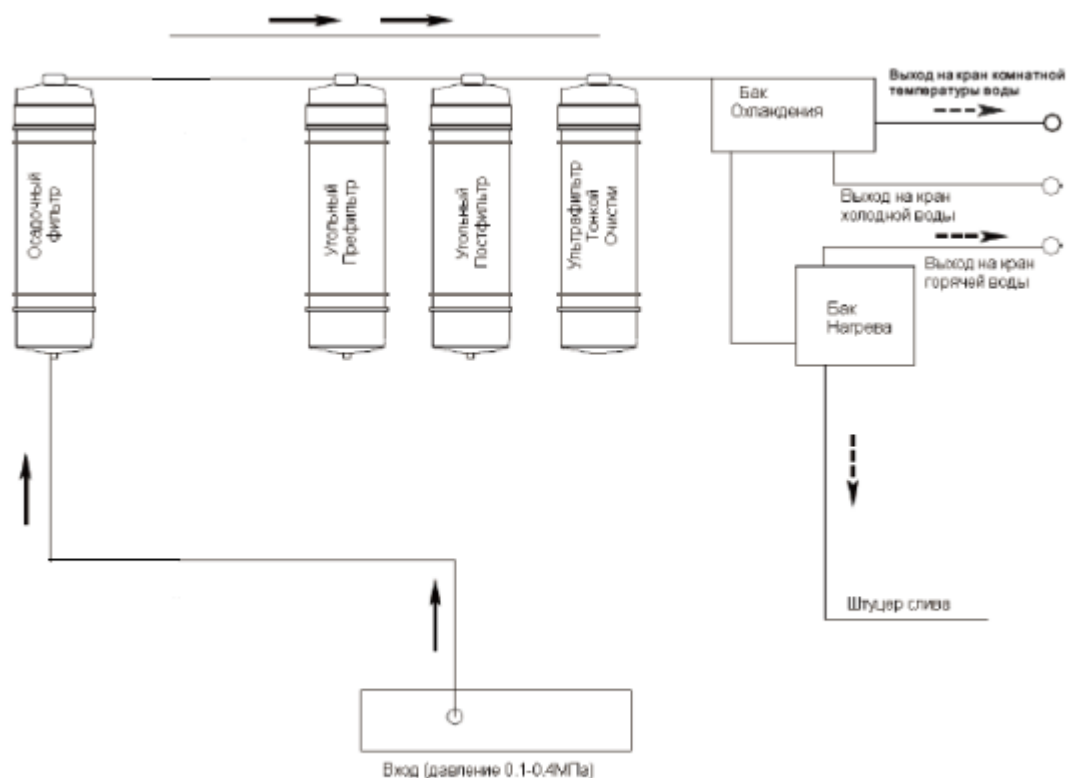 Выход на кран комнатной
температуры воды
Бак
Охлаждения
Осадочный
фильтр
Угольный
Префильтр
Угольный
Постфильтр
Ультрафильтр
Тонкой
Очистки
Выход на кран
холодной воды
Выход на кран
горячей воды
Бак
Нагрева
Штуцер слива
Вход (давление 0.1-0.4МПа)